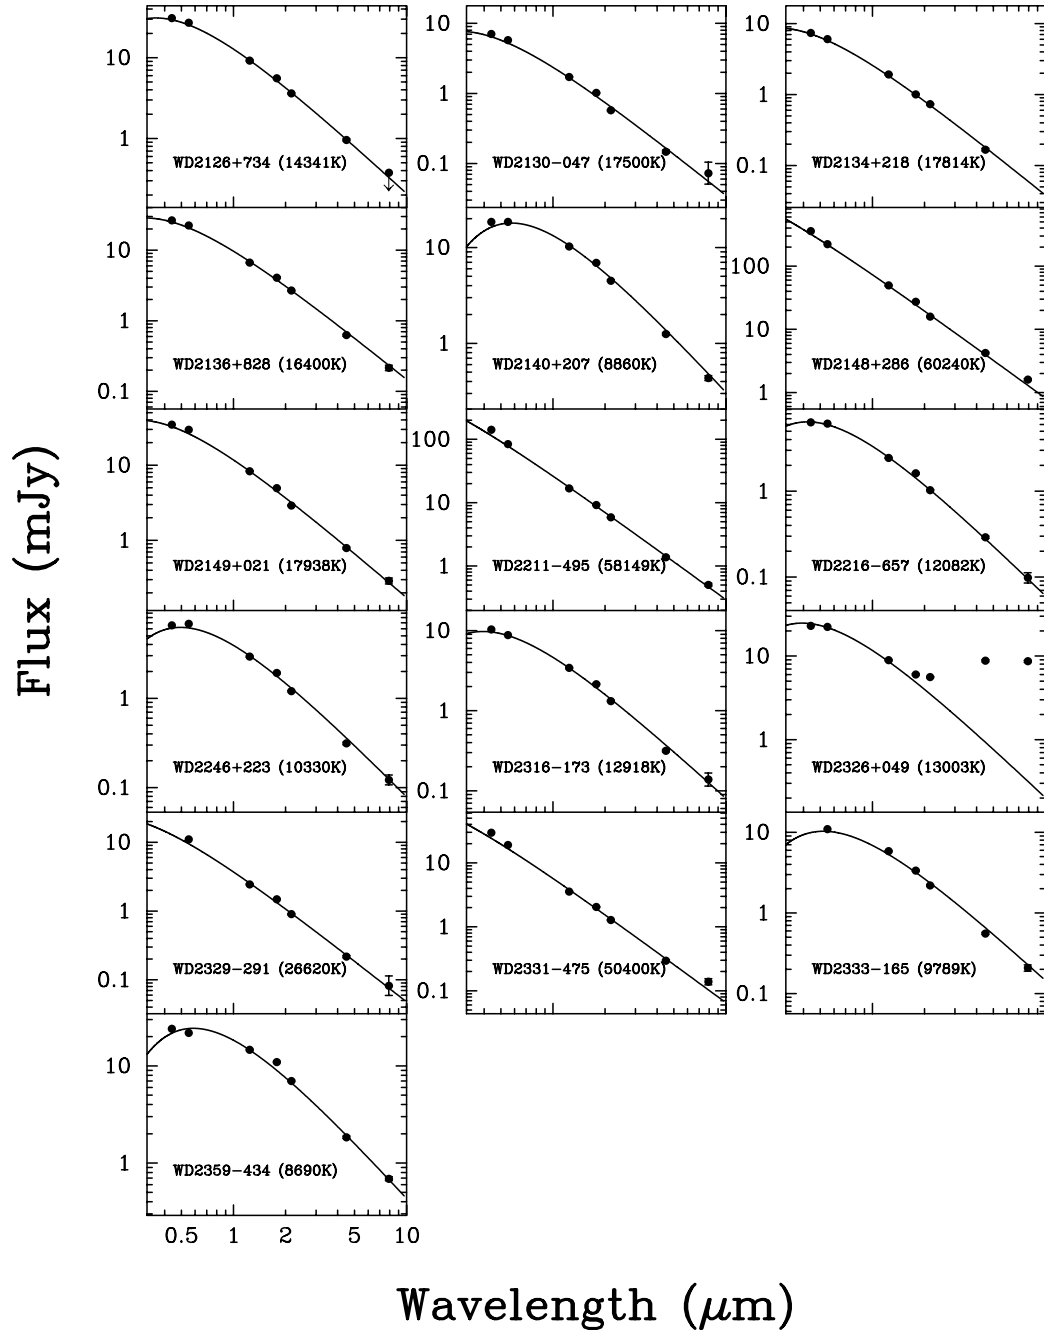 10
1
WD2126+734 (14341K)
10
1
0.1
WD2130−047 (17500K)
10
1
0.1
WD2134+218 (17814K)
10
1
0.1
WD2136+828 (16400K)
10
1
WD2140+207 (8860K)
100
10
1
WD2148+286 (60240K)
10
1
WD2149+021 (17938K)
100
10
1
WD2211−495 (58149K)
1
0.1
WD2216−657 (12082K)
1
0.1
WD2246+223 (10330K)
10
1
0.1
WD2316−173 (12918K)
10
1
WD2326+049 (13003K)
10
1
0.1
WD2329−291 (26620K)
10
1
0.1
WD2331−475 (50400K)
10
1
0.1
WD2333−165 (9789K)
10
1
WD2359−434 (8690K)
0.5 1 2 5 10
Flux (mJy)
Wavelength (μm)